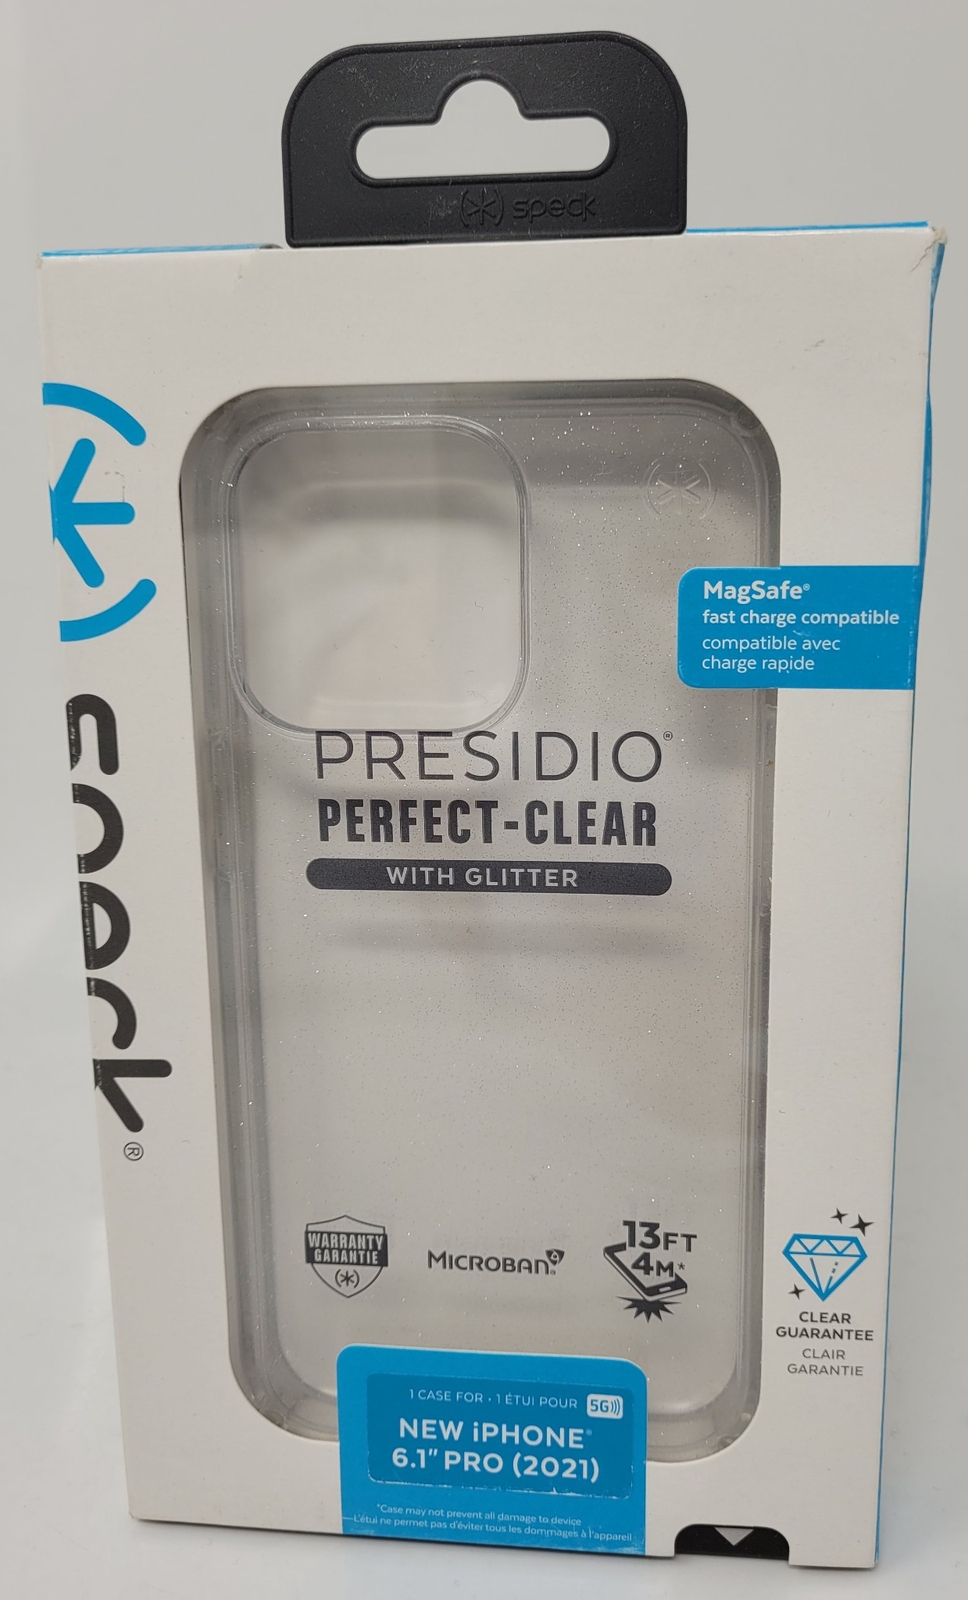 speck
speck®
MagSafe®
fast charge compatible
compatible avec
charge rapide
PRESIDIO®
PERFECT-CLEAR
WITH GLITTER
WARRANTY
GARANTIE
MICROBAN®
13FT
4M*
CLEAR
GUARANTEE
CLAIR
GARANTIE
1 CASE FOR • 1 ÉTUI POUR 5G
NEW iPHONE®
6.1" PRO (2021)
*Case may not prevent all damage to device
L'étui ne permet pas d'éviter tous les dommages à l'appareil